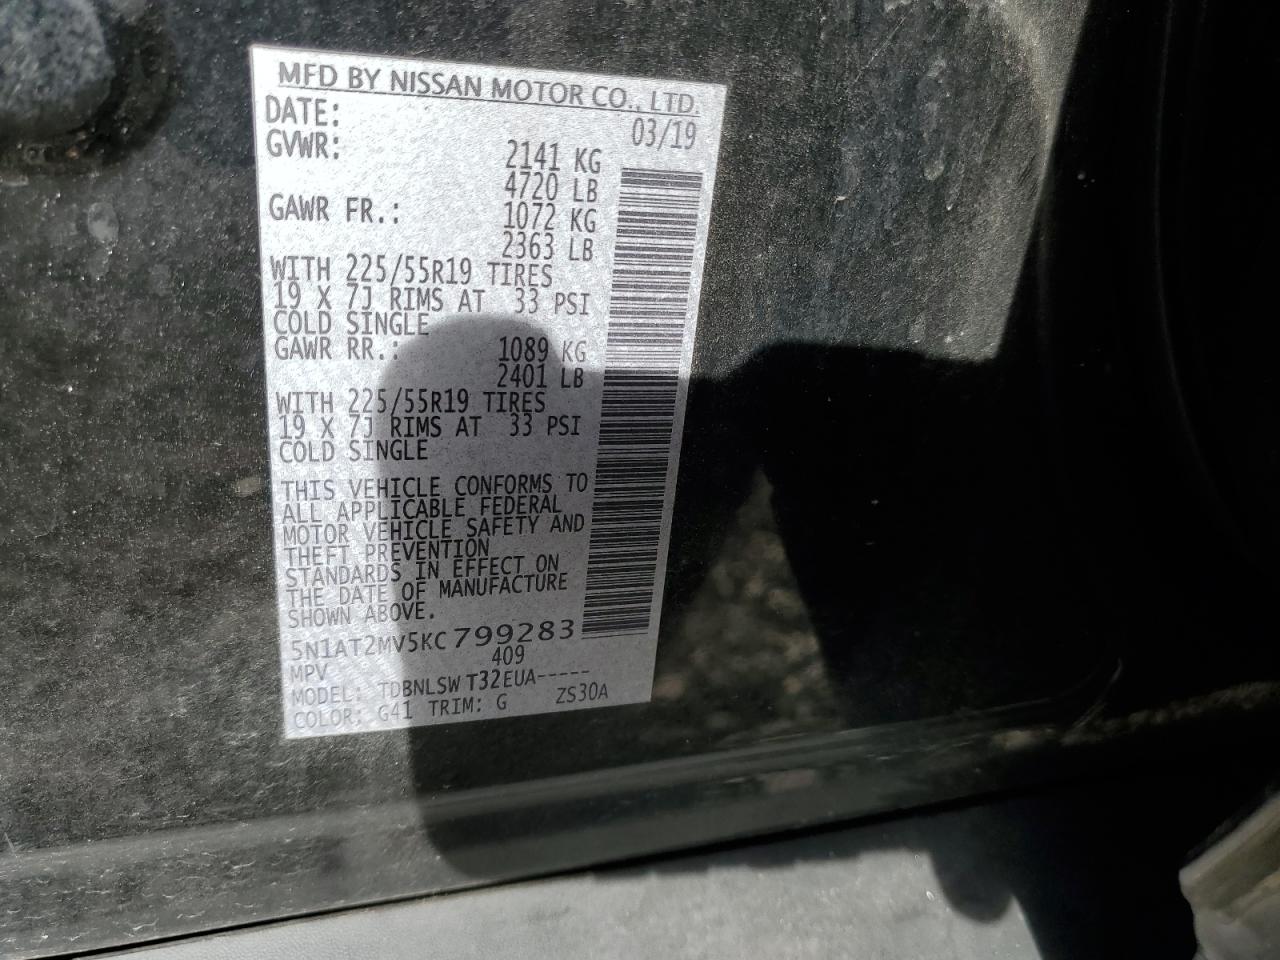 MFD BY NISSAN MOTOR CO., LTD.
DATE: 03/19
GVWR: 2141 KG
4720 LB
GAWR FR.: 1072 KG
2363 LB
WITH 225/55R19 TIRES
19 X 7J RIMS AT 33 PSI
COLD SINGLE
GAWR RR.: 1089 KG
2401 LB
WITH 225/55R19 TIRES
19 X 7J RIMS AT 33 PSI
COLD SINGLE
THIS VEHICLE CONFORMS TO
ALL APPLICABLE FEDERAL
MOTOR VEHICLE SAFETY AND
THEFT PREVENTION
STANDARDS IN EFFECT ON
THE DATE OF MANUFACTURE
SHOWN ABOVE.
5N1AT2MV5KC799283
MPV 409
MODEL: TDBNLSW T32EUA-----
COLOR: G41 TRIM: G ZS30A